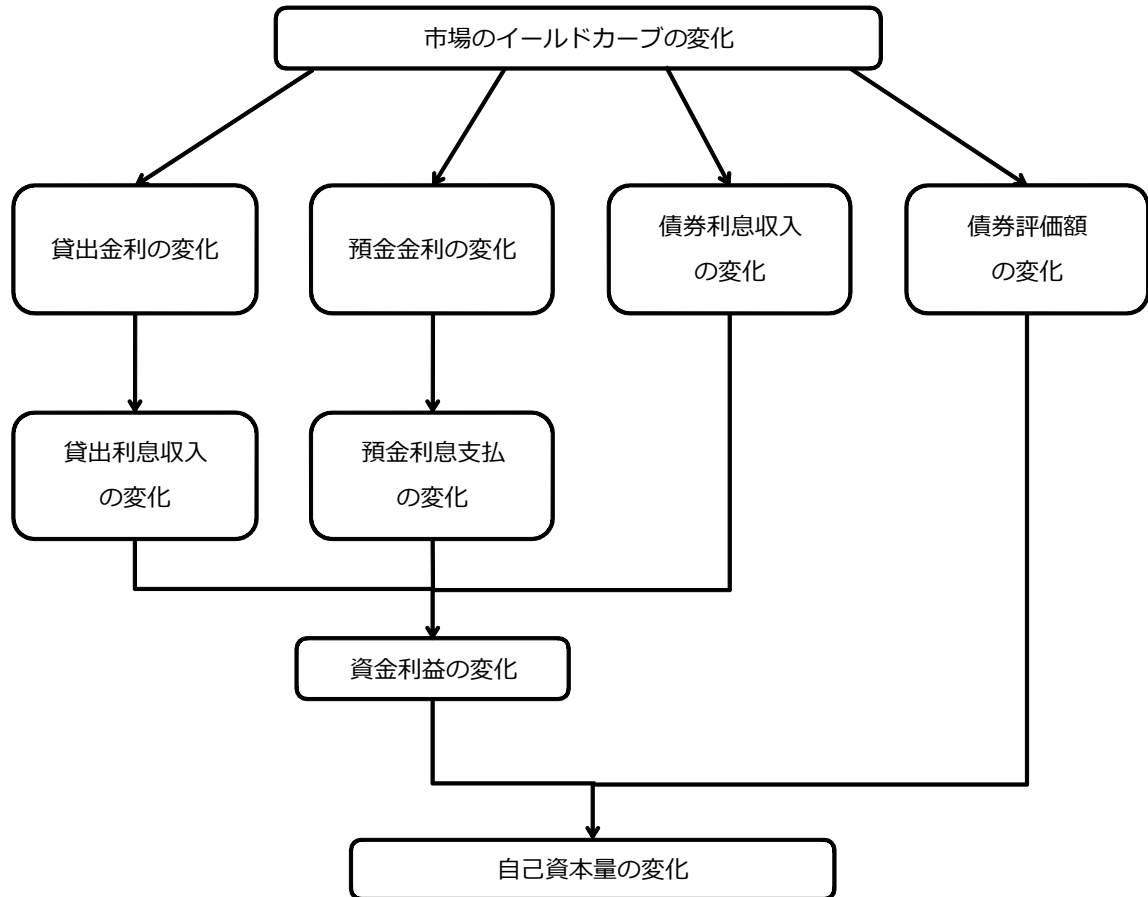 市場のイールドカーブの変化
貸出金利の変化
預金金利の変化
債券利息収入
の変化
債券評価額
の変化
貸出利息収入
の変化
預金利息支払
の変化
資金利益の変化
自己資本量の変化